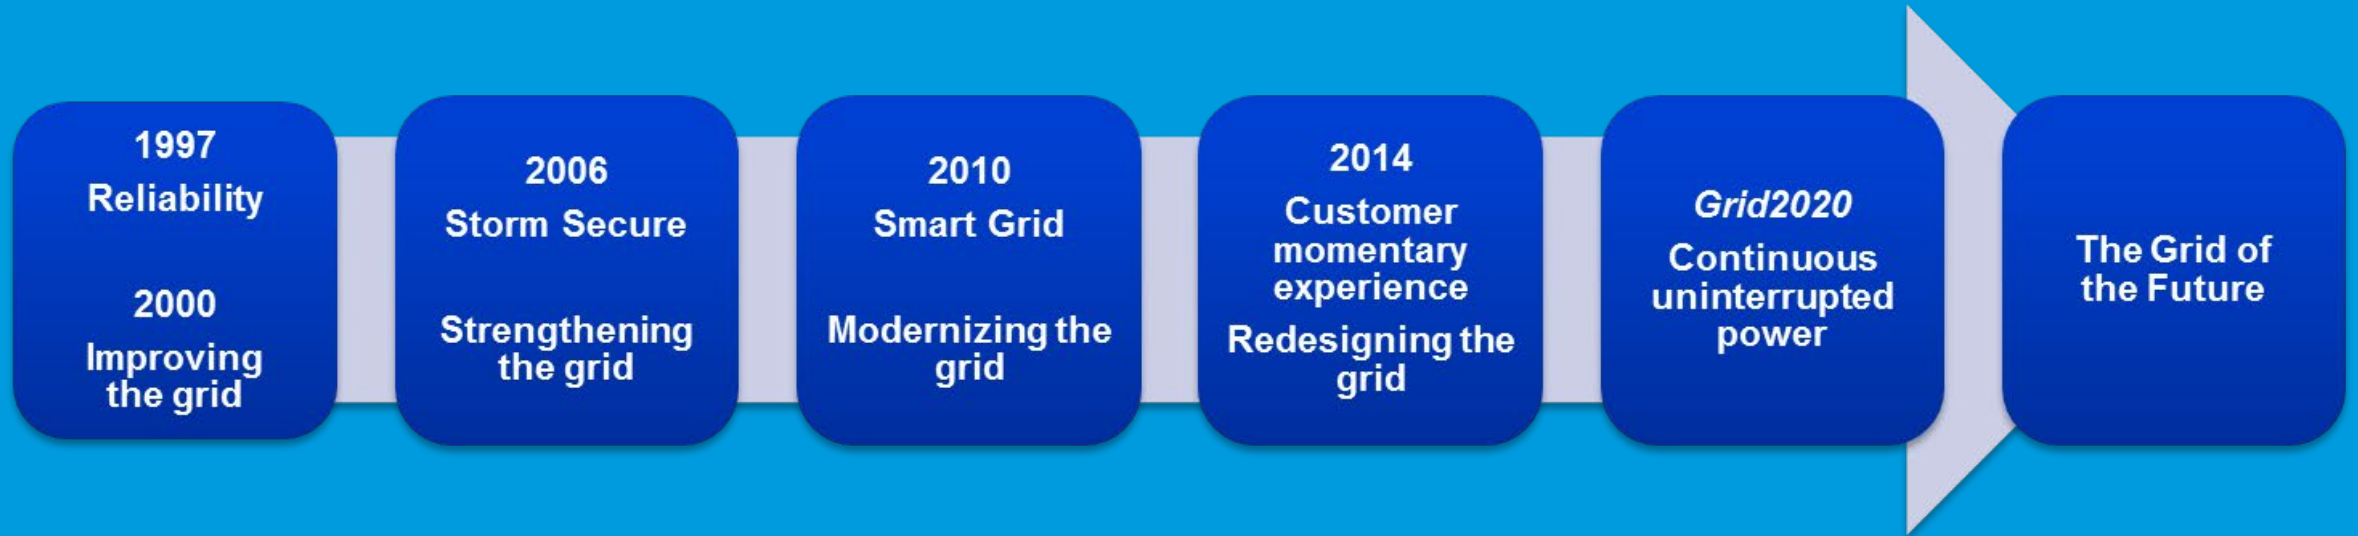 1997
Reliability
2000
Improving
the grid
2006
Storm Secure
Strengthening
the grid
2010
Smart Grid
Modernizing the
grid
2014
Customer
momentary
experience
Redesigning the
grid
Grid2020
Continuous
uninterrupted
power
The Grid of
the Future